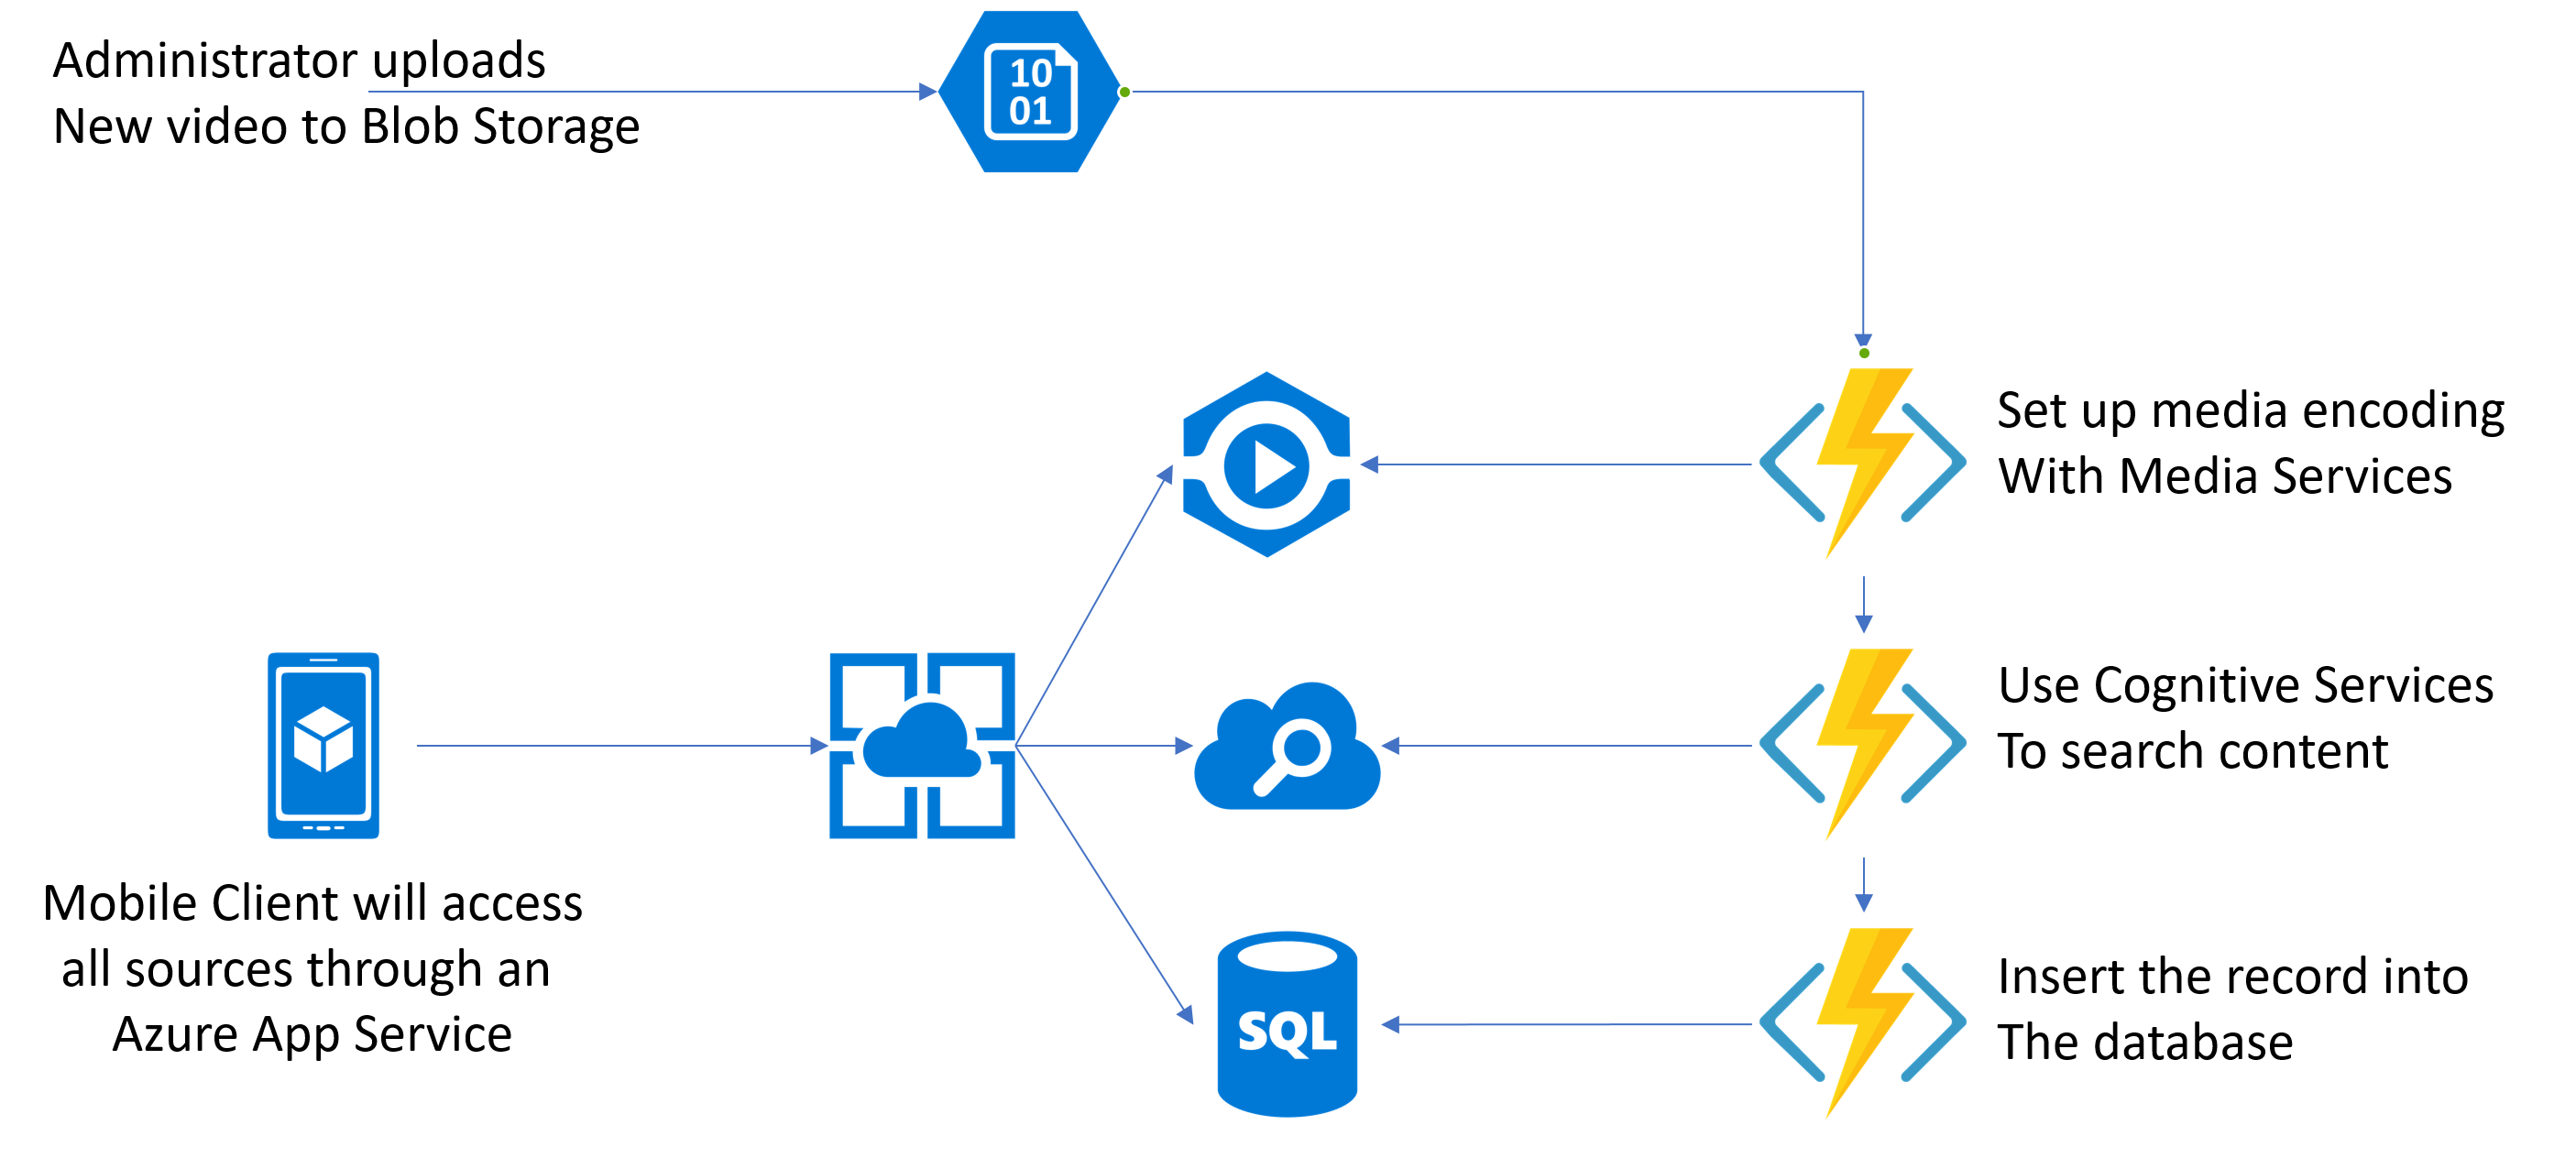 Administrator uploads
New video to Blob Storage
10
01
Set up media encoding
With Media Services
Use Cognitive Services
To search content
Mobile Client will access
all sources through an
Azure App Service
SQL
Insert the record into
The database